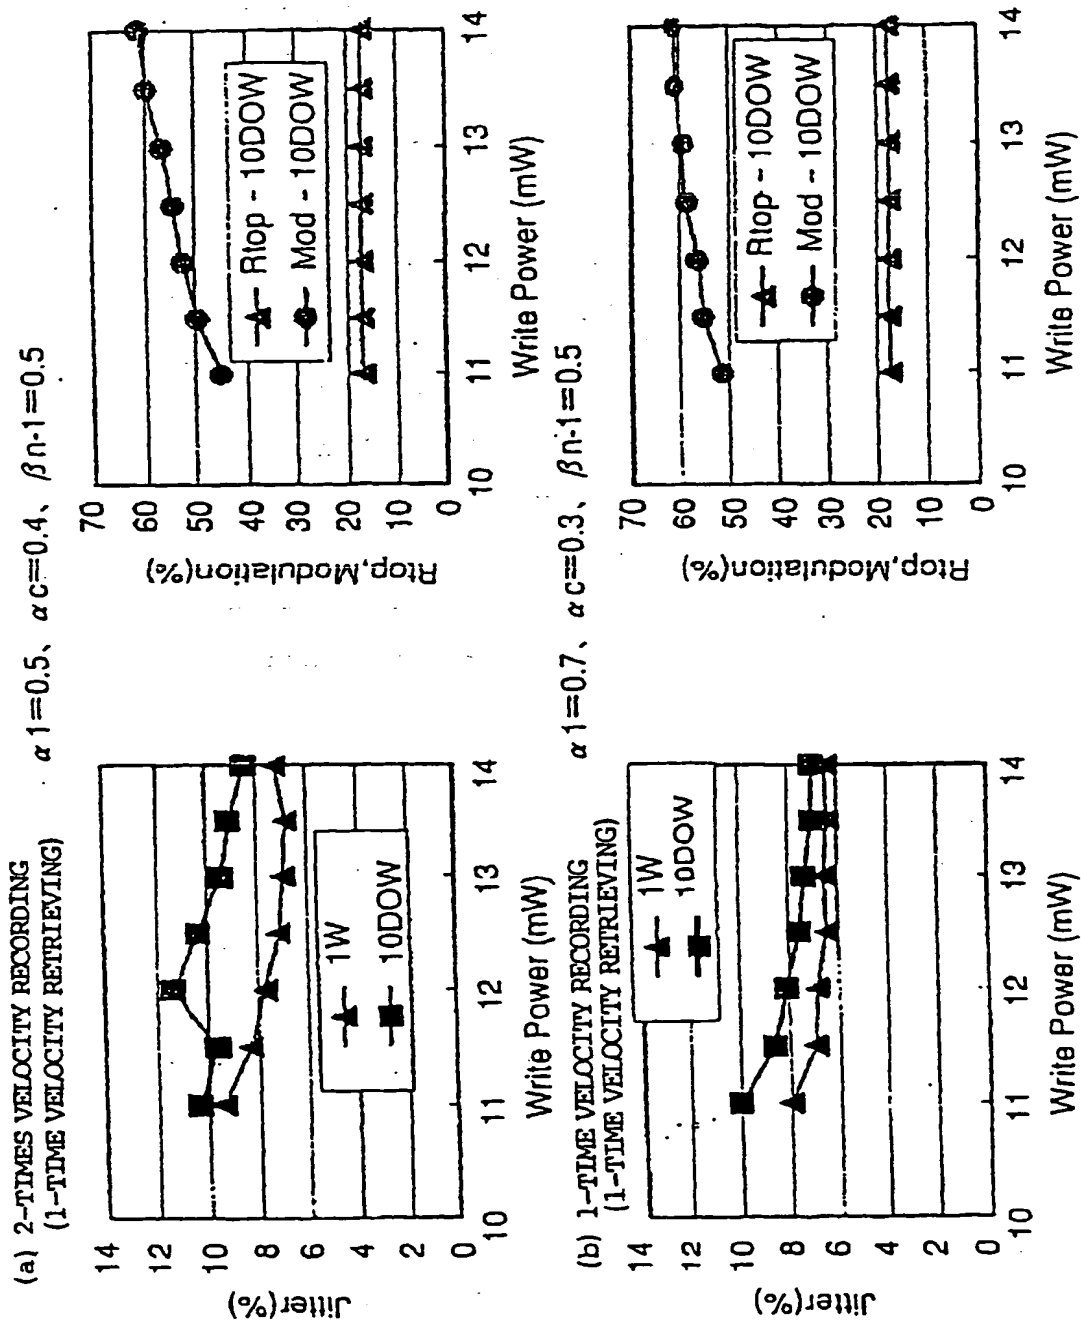 (a) 2-TIMES VELOCITY RECORDING
(1-TIME VELOCITY RETRIEVING)
α1=0.5、 αc=0.4、 βn-1=0.5
Jitter(%)
14
12
10
8
6
4
2
0
1W
10DOW
10
11
12
13
14
Write Power (mW)
Rtop,Modulation(%)
70
60
50
40
30
20
10
0
Rtop - 10DOW
Mod - 10DOW
10
11
12
13
14
Write Power (mW)
(b) 1-TIME VELOCITY RECORDING
(1-TIME VELOCITY RETRIEVING)
α1=0.7、 αc=0.3、 βn-1=0.5
Jitter(%)
14
12
10
8
6
4
2
0
1W
10DOW
10
11
12
13
14
Write Power (mW)
Rtop,Modulation(%)
70
60
50
40
30
20
10
0
Rtop - 10DOW
Mod - 10DOW
10
11
12
13
14
Write Power (mW)